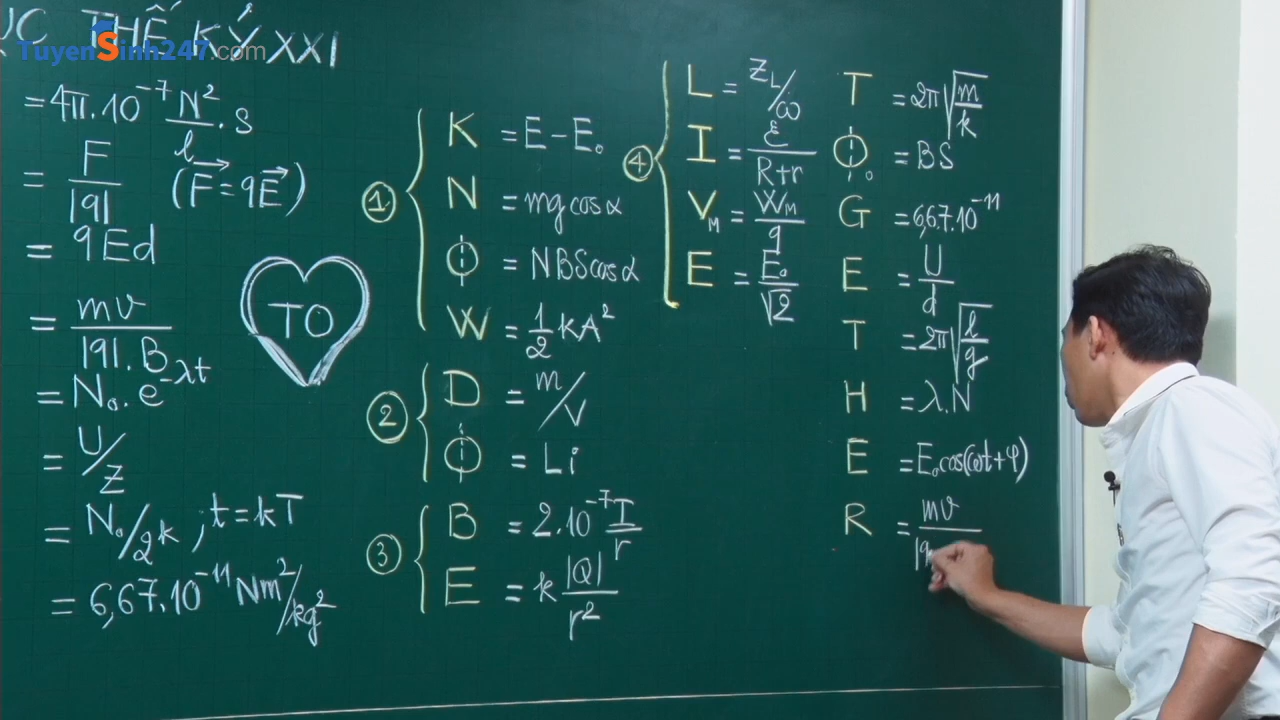 ỰC THẾ KỶ XXI
TuyenSinh247.com
= 4π.10⁻⁷ N²/l . S
= F/|q| (F⃗ = qE⃗)
= qEd
= mv/|q|.B
= N₀.e^-λt
= U/Z
= N₀/2^k ; t = kT
= 6,67.10⁻¹¹ Nm²/kg²
TO
① K = E - E₀
N = mg cosα
Φ = NBS cosα
W = 1/2 kA²
② D = m/V
Φ = Li
③ B = 2.10⁻⁷ I/r
E = k |Q|/r²
④ L = Z_L/ω
I = ℰ/R+r
V_M = W_M/q
E = E₀/√2
T = 2π√m/k
Φ₀ = BS
G = 6,67.10⁻¹¹
E = U/d
T = 2π√l/g
H = λ.N
E = E₀cos(ωt+φ)
R = mv/|q